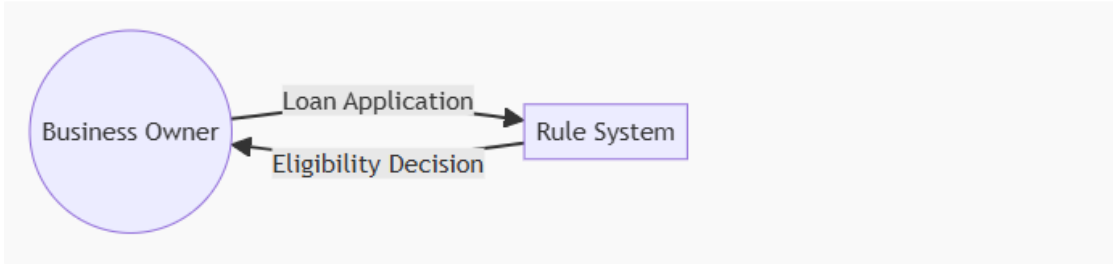 Business Owner
Loan Application
Eligibility Decision
Rule System